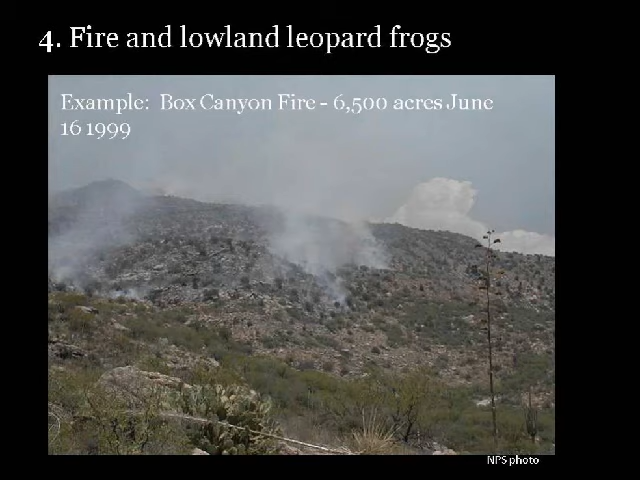 4. Fire and lowland leopard frogs
Example:  Box Canyon Fire - 6,500 acres June
16 1999
NPS photo